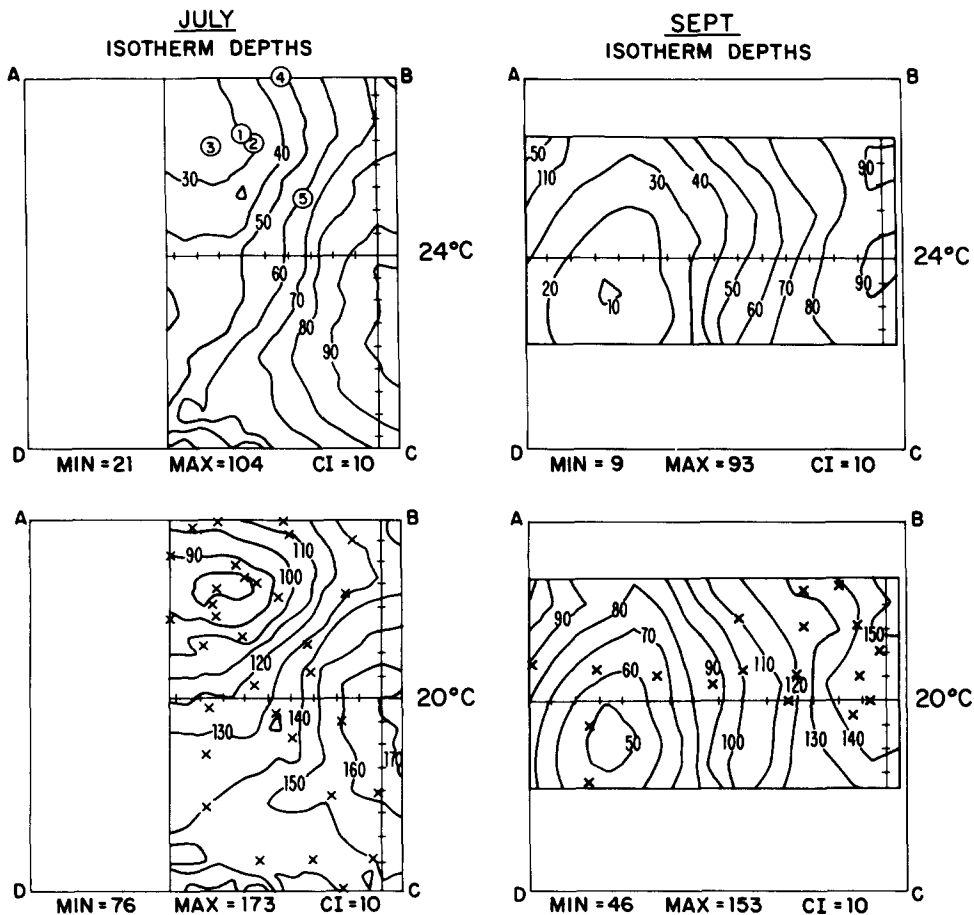 JULY
ISOTHERM DEPTHS
SEPT
ISOTHERM DEPTHS
A
4
B
1
2
3
40
30
5
50
60
70
80
90
24°C
D
C
MIN = 21 MAX = 104 CI = 10
A
B
50
110
30
40
90
20
10
50
60
70
80
90
24°C
D
C
MIN = 9 MAX = 93 CI = 10
A
B
90
110
100
120
130
140
150
160
170
20°C
D
C
MIN = 76 MAX = 173 CI = 10
A
B
90
80
70
60
50
90
110
120
150
100
130
140
20°C
D
C
MIN = 46 MAX = 153 CI = 10